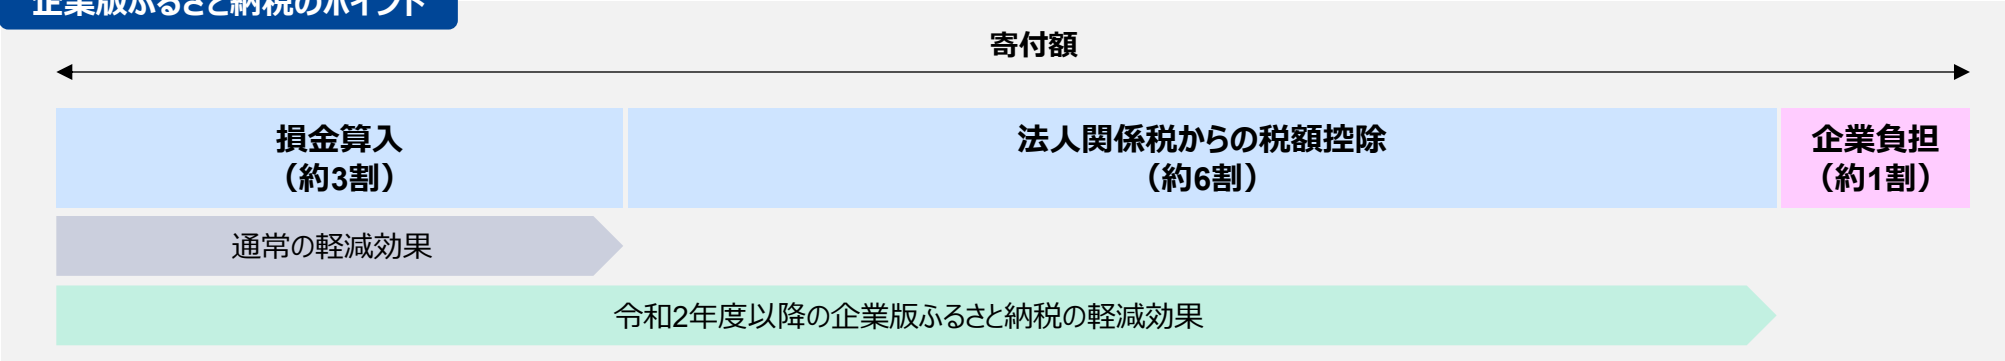 企業版ふるさと納税のポイント
寄付額
損金算入
（約3割）
法人関係税からの税額控除
（約6割）
企業負担
（約1割）
通常の軽減効果
令和2年度以降の企業版ふるさと納税の軽減効果